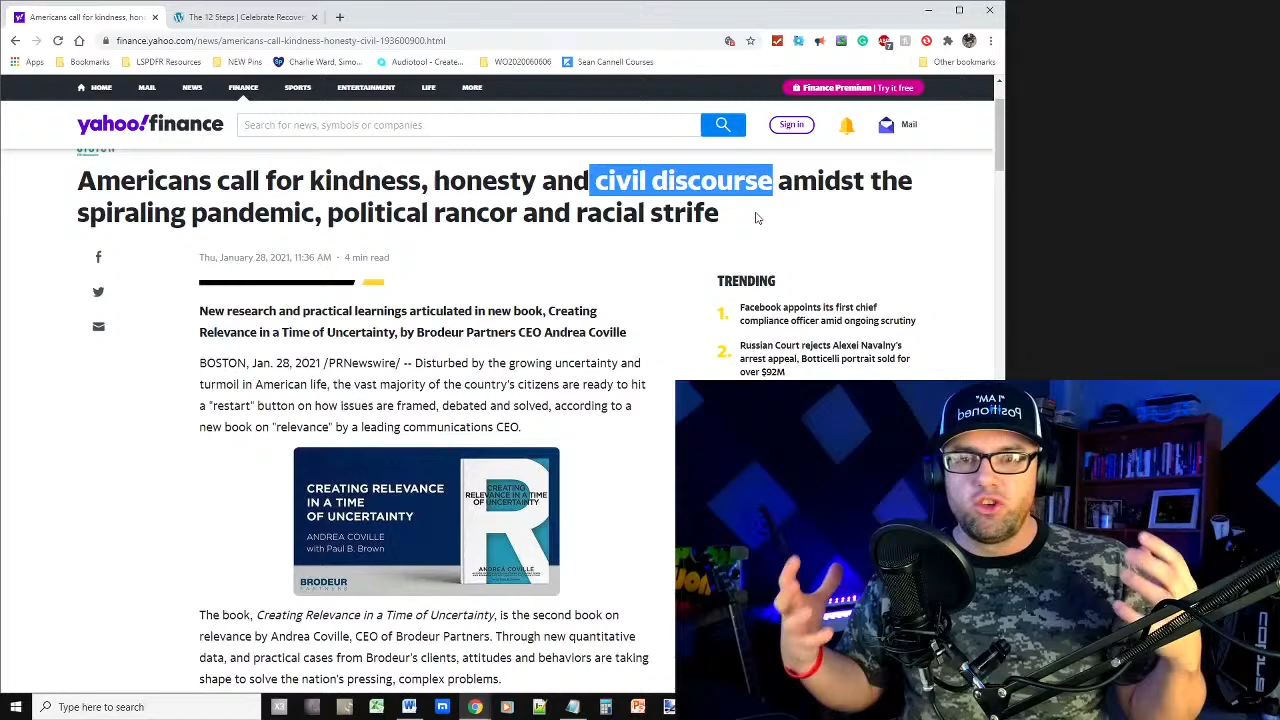 Americans call for kindness, hon
The 12 Steps | Celebrate Recover
finance.yahoo.com/news/americans-call-kindness-honesty-civil-193600900.html
7
Apps
Bookmarks
LSPDFR Resources
NEW Pins
Charlie Ward, Simo...
Audiotool - Create...
WO2020060606
Sean Cannell Courses
Other bookmarks
HOME
MAIL
NEWS
FINANCE
SPORTS
ENTERTAINMENT
LIFE
MORE
Finance Premium | Try it free
yahoo!finance
Search for news, symbols or companies
Sign in
Mail
Americans call for kindness, honesty and civil discourse amidst the
spiraling pandemic, political rancor and racial strife
Thu, January 28, 2021, 11:36 AM · 4 min read
New research and practical learnings articulated in new book, Creating
Relevance in a Time of Uncertainty, by Brodeur Partners CEO Andrea Coville
BOSTON, Jan. 28, 2021 /PRNewswire/ -- Disturbed by the growing uncertainty and
turmoil in American life, the vast majority of the country's citizens are ready to hit
a "restart" button on how issues are framed, debated and solved, according to a
new book on "relevance" by a leading communications CEO.
TRENDING
1.
Facebook appoints its first chief
compliance officer amid ongoing scrutiny
2.
Russian Court rejects Alexei Navalny's
arrest appeal, Botticelli portrait sold for
over $92M
CREATING RELEVANCE
IN A TIME
OF UNCERTAINTY
ANDREA COVILLE
with Paul B. Brown
BRODEUR
PARTNERS
R
CREATING
RELEVANCE IN A TIME
OF UNCERTAINTY
ANDREA COVILLE
The book, Creating Relevance in a Time of Uncertainty, is the second book on
relevance by Andrea Coville, CEO of Brodeur Partners. Through new quantitative
data, and practical cases from Brodeur's clients, attitudes and behaviors are taking
shape to solve the nation's pressing, complex problems.
"I AM"
Positioned
Type here to search